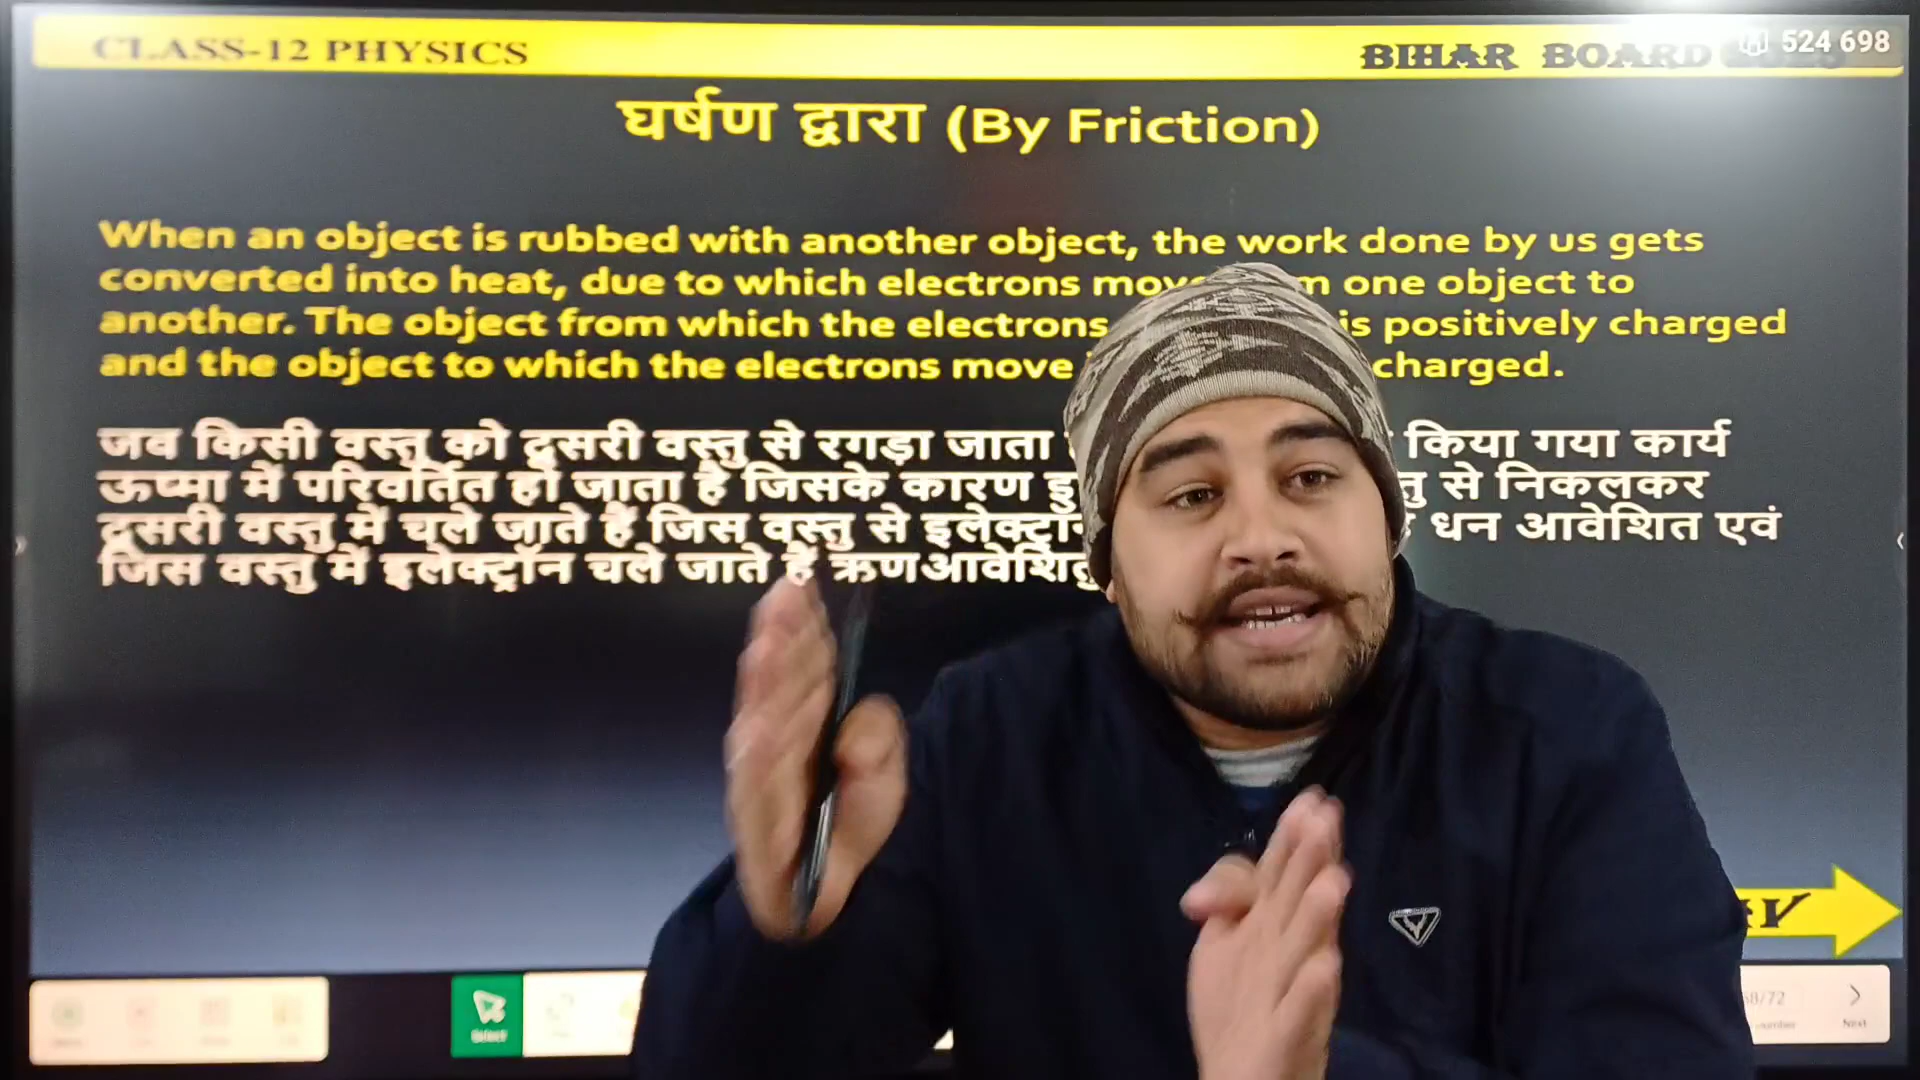 CLASS-12 PHYSICS
BIHAR BOARD
524 698
घर्षण द्वारा (By Friction)
When an object is rubbed with another object, the work done by us gets
converted into heat, due to which electrons move one object to
another. The object from which the electrons is positively charged
and the object to which the electrons move charged.
जब किसी वस्तु को दूसरी वस्तु से रगड़ा जाता किया गया कार्य
ऊष्मा में परिवर्तित हो जाता है जिसके कारण से निकलकर
दूसरी वस्तु में चले जाते हैं जिस वस्तु से धन आवेशित एवं
जिस वस्तु में इलेक्ट्रॉन चले जाते हैं
Select
Next